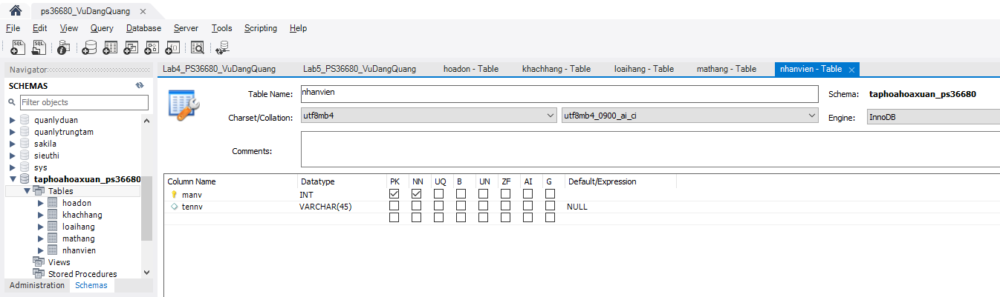 ps36680_VuDangQuang
File Edit View Query Database Server Tools Scripting Help
Navigator
SCHEMAS
Filter objects
quanlyduan
quanlytrungtam
sakila
sieuthi
sys
taphoahoaxuan_ps36680
Tables
hoadon
khachhang
loaihang
mathang
nhanvien
Views
Stored Procedures
Administration Schemas
Lab4_PS36680_VuDangQuang Lab5_PS36680_VuDangQuang hoadon - Table khachhang - Table loaihang - Table mathang - Table nhanvien - Table
Table Name: nhanvien Schema: taphoahoaxuan_ps36680
Charset/Collation: utf8mb4 utf8mb4_0900_ai_ci Engine: InnoDB
Comments:
Column Name Datatype PK NN UQ B UN ZF AI G Default/Expression
manv INT
tennv VARCHAR(45) NULL